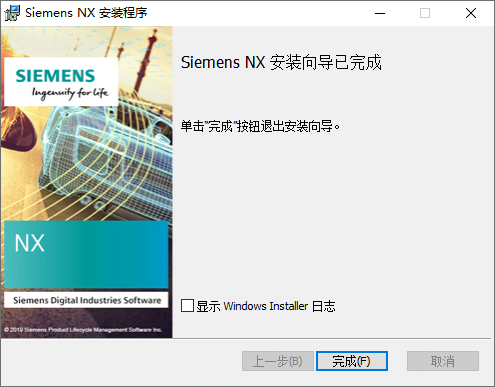 Siemens NX 安装程序
SIEMENS
Ingenuity for life
Siemens NX 安装向导已完成
单击"完成"按钮退出安装向导。
NX
Siemens Digital Industries Software
© 2019 Siemens Product Lifecycle Management Software Inc.
显示 Windows Installer 日志
上一步(B)
完成(F)
取消